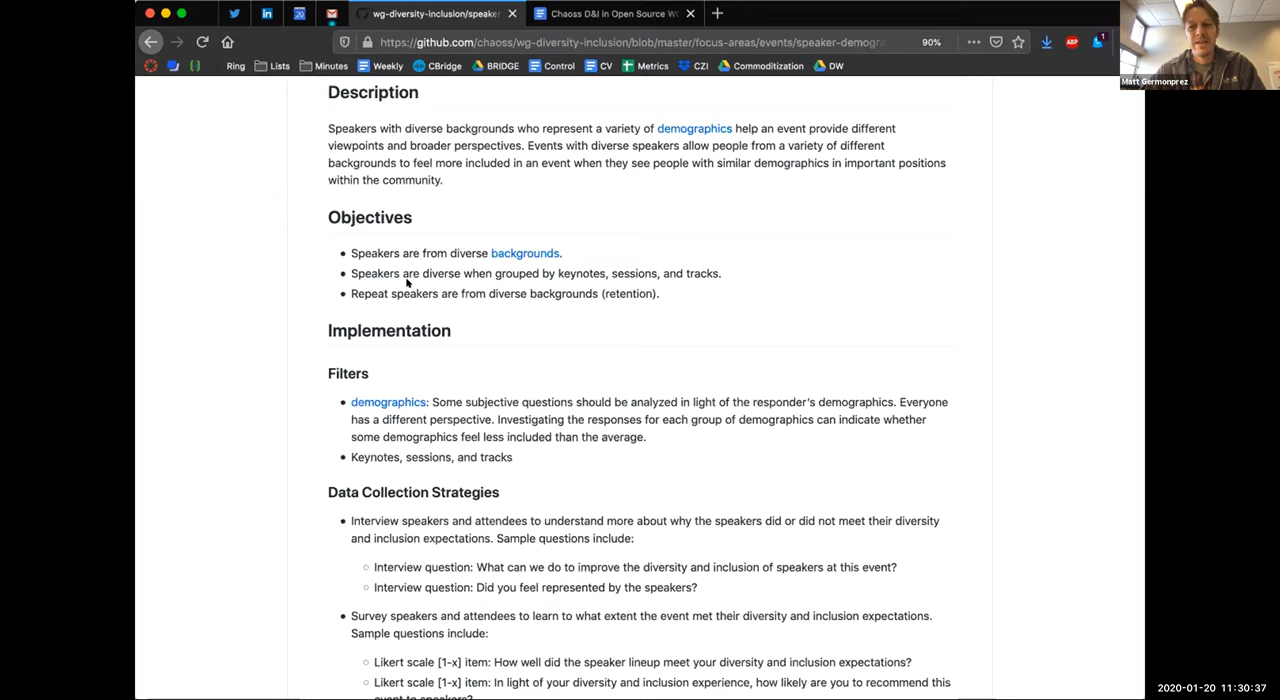 wg-diversity-inclusion/speake
Chaoss D&I in Open Source W
https://github.com/chaoss/wg-diversity-inclusion/blob/master/focus-areas/events/speaker-demogr
90%
1
Ring
Lists
Minutes
Weekly
CBridge
BRIDGE
Control
CV
Metrics
CZI
Commoditization
DW
Matt Germonprez
Description
Speakers with diverse backgrounds who represent a variety of demographics help an event provide different
viewpoints and broader perspectives. Events with diverse speakers allow people from a variety of different
backgrounds to feel more included in an event when they see people with similar demographics in important positions
within the community.
Objectives
Speakers are from diverse backgrounds.
Speakers are diverse when grouped by keynotes, sessions, and tracks.
Repeat speakers are from diverse backgrounds (retention).
Implementation
Filters
demographics: Some subjective questions should be analyzed in light of the responder's demographics. Everyone
has a different perspective. Investigating the responses for each group of demographics can indicate whether
some demographics feel less included than the average.
Keynotes, sessions, and tracks
Data Collection Strategies
Interview speakers and attendees to understand more about why the speakers did or did not meet their diversity
and inclusion expectations. Sample questions include:
Interview question: What can we do to improve the diversity and inclusion of speakers at this event?
Interview question: Did you feel represented by the speakers?
Survey speakers and attendees to learn to what extent the event met their diversity and inclusion expectations.
Sample questions include:
Likert scale [1-x] item: How well did the speaker lineup meet your diversity and inclusion expectations?
Likert scale [1-x] item: In light of your diversity and inclusion experience, how likely are you to recommend this
event to speakers?
2020-01-20 11:30:37